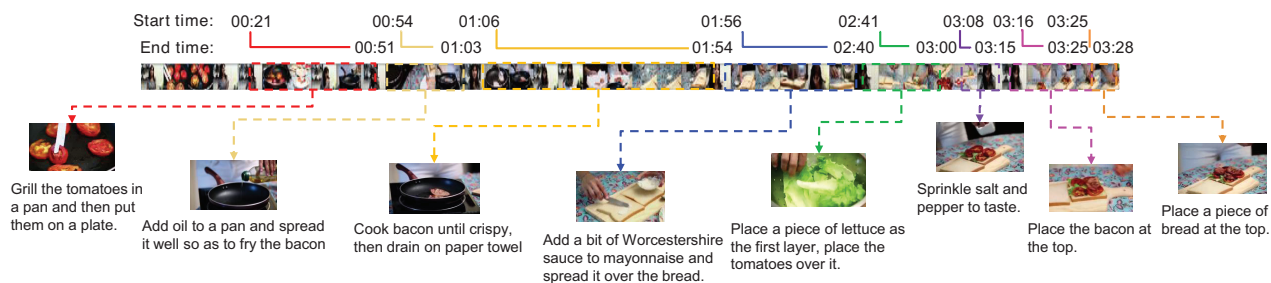 Start time: 00:21 00:54 01:06 01:56 02:41 03:08 03:16 03:25
End time: 00:51 01:03 01:54 02:40 03:00 03:15 03:25 03:28
Grill the tomatoes in
a pan and then put
them on a plate.
Add oil to a pan and spread
it well so as to fry the bacon
Cook bacon until crispy,
then drain on paper towel
Add a bit of Worcestershire
sauce to mayonnaise and
spread it over the bread.
Place a piece of lettuce as
the first layer, place the
tomatoes over it.
Sprinkle salt and
pepper to taste.
Place the bacon at
the top.
Place a piece of
bread at the top.